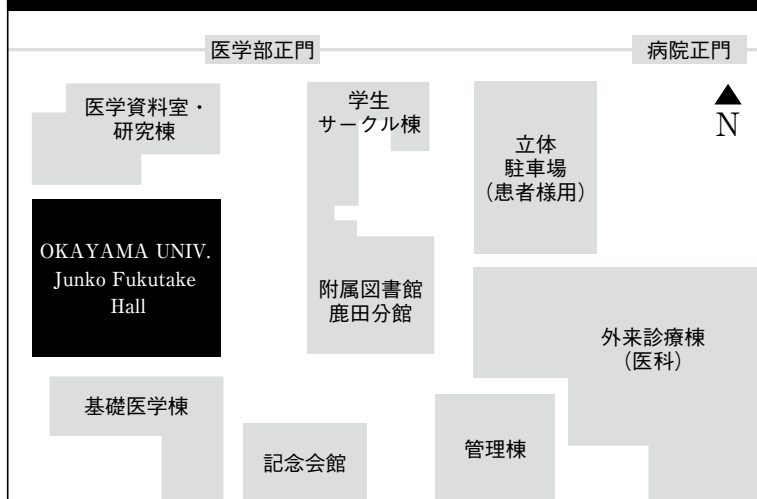 医学部正門
病院正門
医学資料室・
研究棟
学生
サークル棟
立体
駐車場
（患者様用）
N
OKAYAMA UNIV.
Junko Fukutake
Hall
附属図書館
鹿田分館
外来診療棟
（医科）
基礎医学棟
記念会館
管理棟